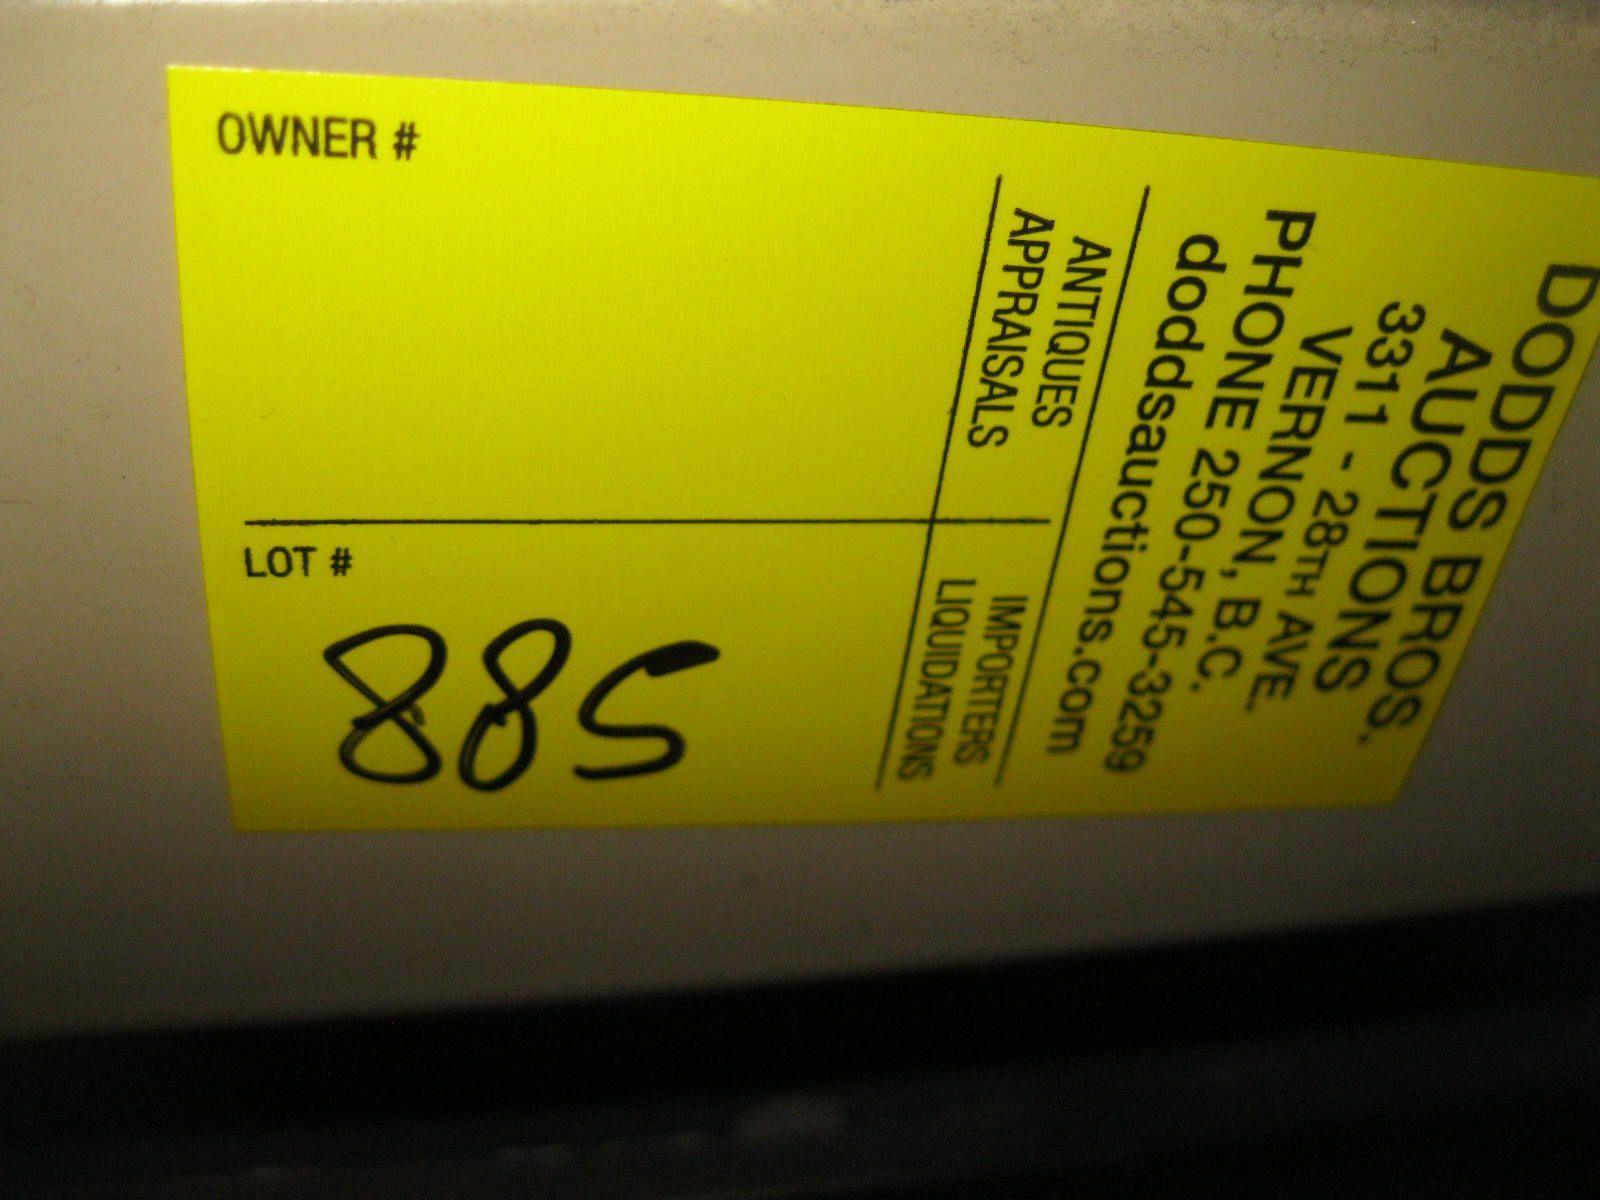 DODDS BROS.
AUCTIONS
3311 - 28TH AVE.
VERNON, B.C.
PHONE 250-545-3259
doddsauctions.com
ANTIQUES
APPRAISALS
IMPORTERS
LIQUIDATIONS
OWNER #
LOT #
885